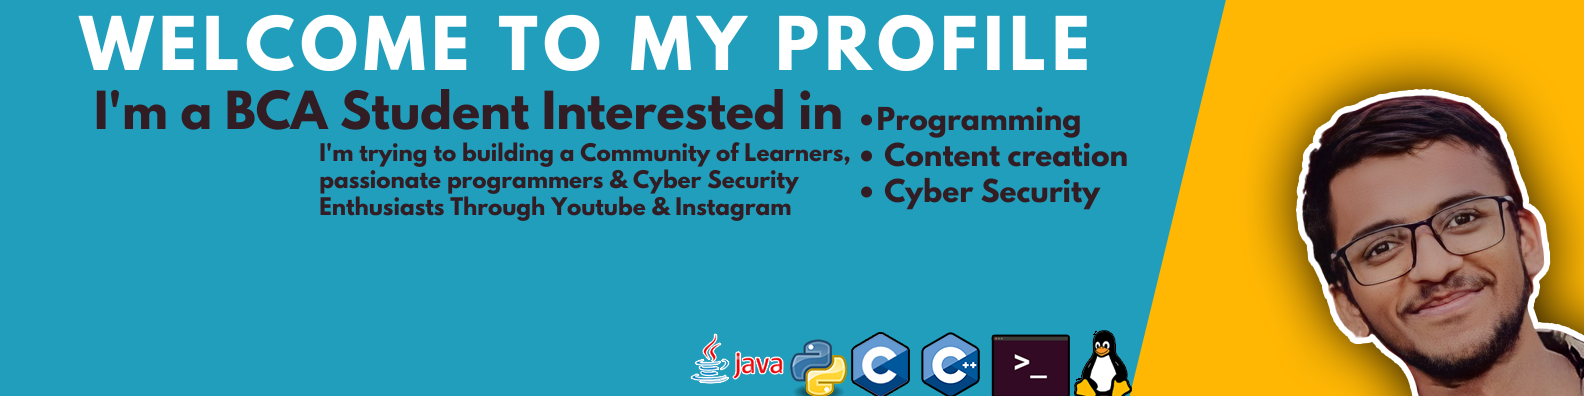 WELCOME TO MY PROFILE
I'm a BCA Student Interested in
•Programming
• Content creation
• Cyber Security
I'm trying to building a Community of Learners,
passionate programmers & Cyber Security
Enthusiasts Through Youtube & Instagram
java
C
C++
>_